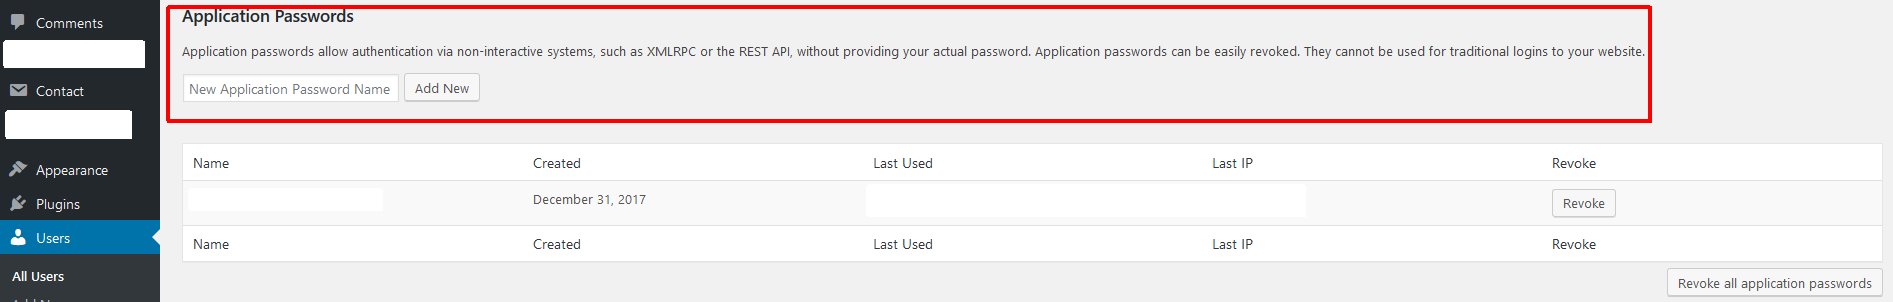 Comments
Contact
Appearance
Plugins
Users
All Users
Application Passwords
Application passwords allow authentication via non-interactive systems, such as XMLRPC or the REST API, without providing your actual password. Application passwords can be easily revoked. They cannot be used for traditional logins to your website.
New Application Password Name Add New
Name Created Last Used Last IP Revoke
December 31, 2017 Revoke
Name Created Last Used Last IP Revoke
Revoke all application passwords